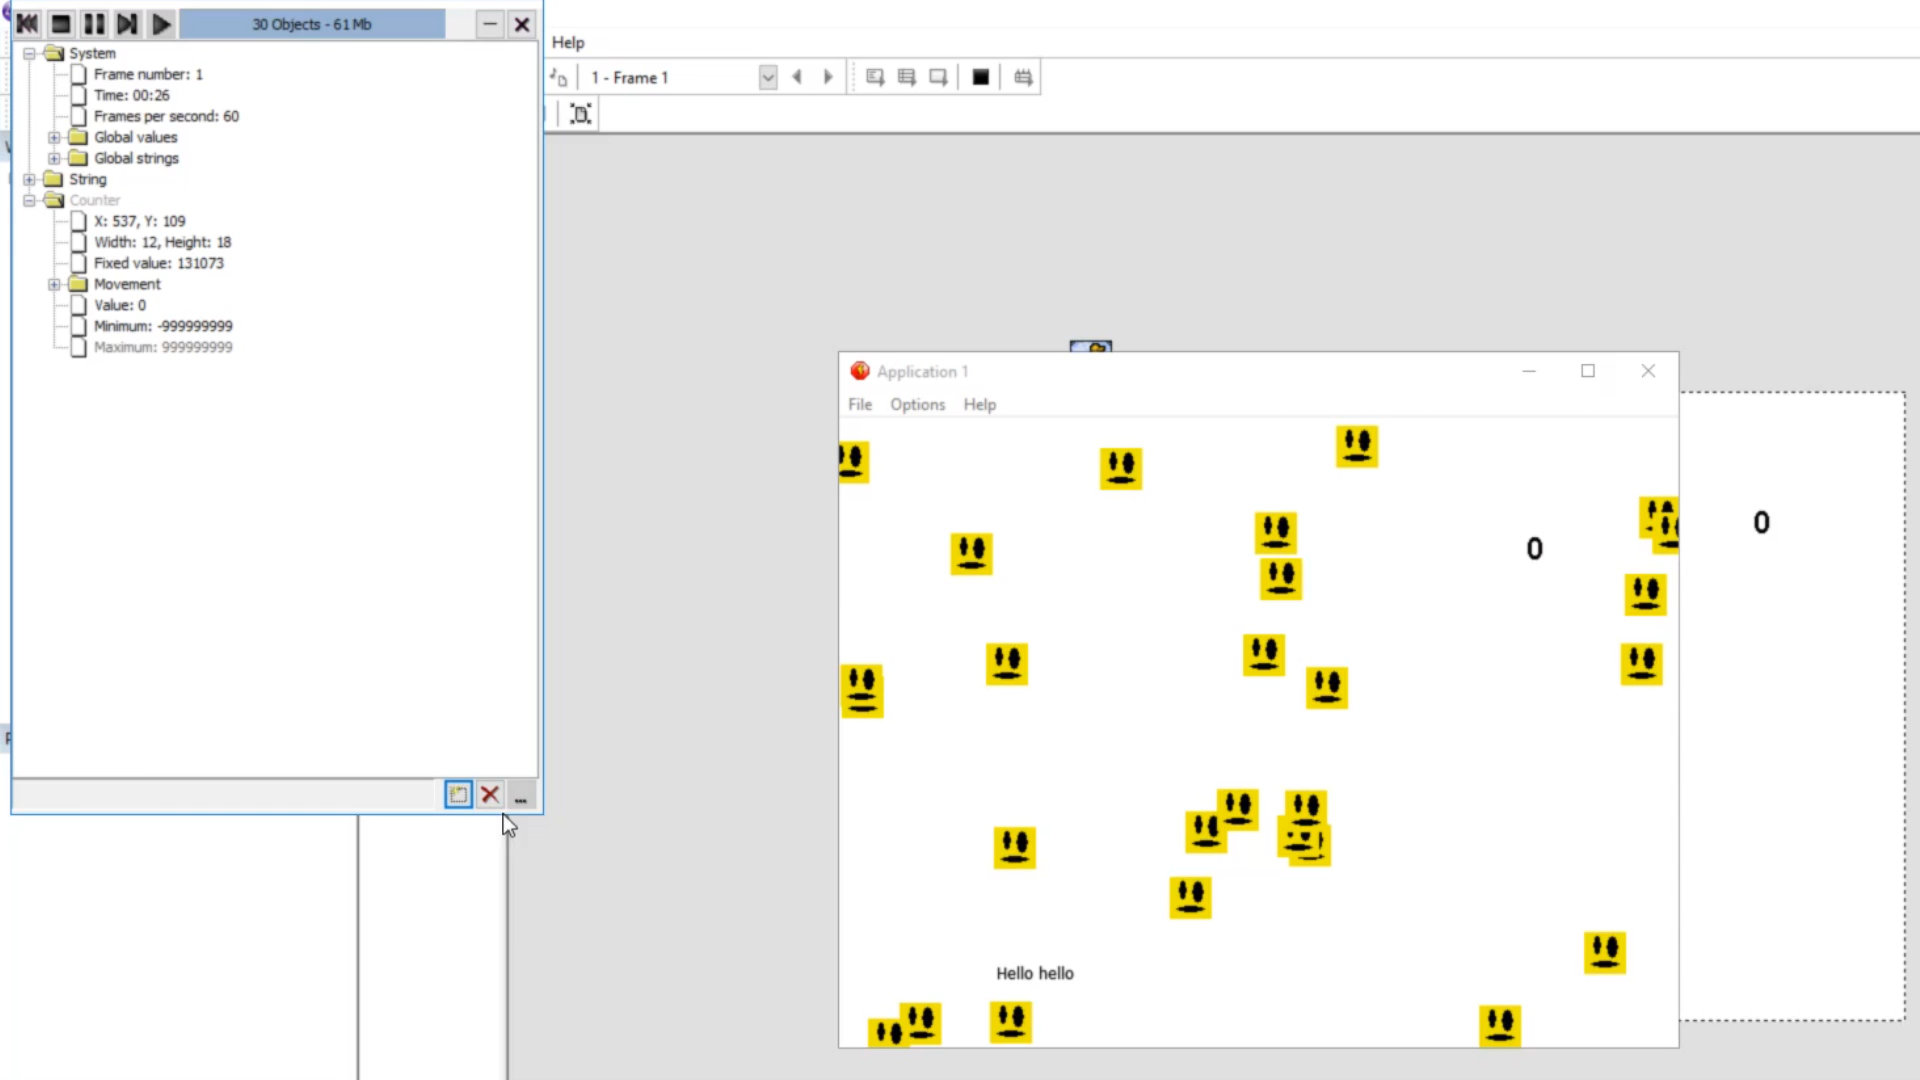 30 Objects - 61 Mb
System
Frame number: 1
Time: 00:26
Frames per second: 60
Global values
Global strings
String
Counter
X: 537, Y: 109
Width: 12, Height: 18
Fixed value: 131073
Movement
Value: 0
Minimum: -999999999
Maximum: 999999999
...
Help
1 - Frame 1
Application 1
File Options Help
0
0
Hello hello